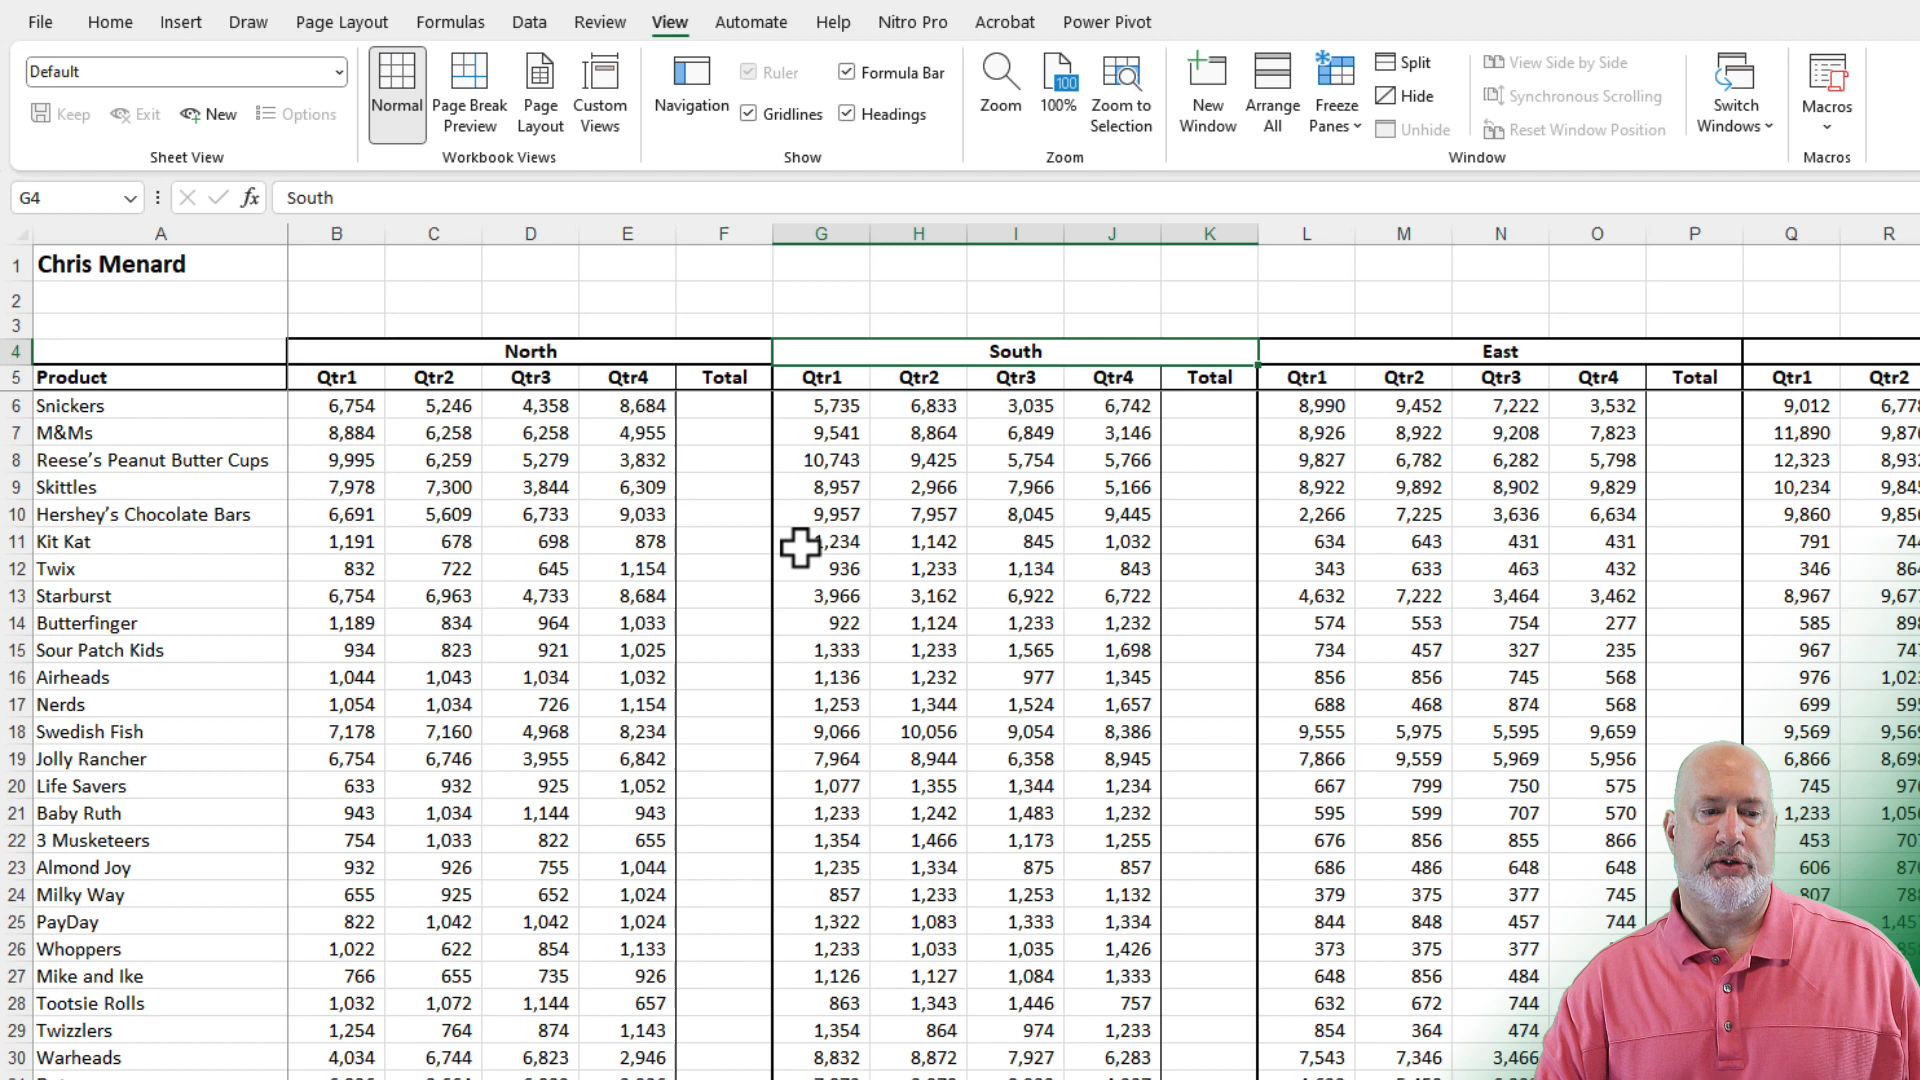 File Home Insert Draw Page Layout Formulas Data Review View Automate Help Nitro Pro Acrobat Power Pivot
Default
Keep Exit New Options
Sheet View
Normal Page Break Preview Page Layout Custom Views
Workbook Views
Navigation Ruler Formula Bar
Gridlines Headings
Show
Zoom 100 100% Zoom to Selection
Zoom
New Window Arrange All Freeze Panes Split Hide Unhide
View Side by Side
Synchronous Scrolling
Reset Window Position
Window
Switch Windows
Macros
Macros
G4 fx South
A B C D E F G H I J K L M N O P Q R
1 Chris Menard
2
3
4 North South East
5 Product Qtr1 Qtr2 Qtr3 Qtr4 Total Qtr1 Qtr2 Qtr3 Qtr4 Total Qtr1 Qtr2 Qtr3 Qtr4 Total Qtr1 Qtr2
6 Snickers 6,754 5,246 4,358 8,684 5,735 6,833 3,035 6,742 8,990 9,452 7,222 3,532 9,012
7 M&Ms 8,884 6,258 6,258 4,955 9,541 8,864 6,849 3,146 8,926 8,922 9,208 7,823 11,890
8 Reese's Peanut Butter Cups 9,995 6,259 5,279 3,832 10,743 9,425 5,754 5,766 9,827 6,782 6,282 5,798 12,323
9 Skittles 7,978 7,300 3,844 6,309 8,957 2,966 7,966 5,166 8,922 9,892 8,902 9,829 10,234
10 Hershey's Chocolate Bars 6,691 5,609 6,733 9,033 9,957 7,957 8,045 9,445 2,266 7,225 3,636 6,634 9,860
11 Kit Kat 1,191 678 698 878 ,234 1,142 845 1,032 634 643 431 431 791
12 Twix 832 722 645 1,154 936 1,233 1,134 843 343 633 463 432 346
13 Starburst 6,754 6,963 4,733 8,684 3,966 3,162 6,922 6,722 4,632 7,222 3,464 3,462 8,967
14 Butterfinger 1,189 834 964 1,033 922 1,124 1,233 1,232 574 553 754 277 585
15 Sour Patch Kids 934 823 921 1,025 1,333 1,233 1,565 1,698 734 457 327 235 967
16 Airheads 1,044 1,043 1,034 1,032 1,136 1,232 977 1,345 856 856 745 568 976
17 Nerds 1,054 1,034 726 1,154 1,253 1,344 1,524 1,657 688 468 874 568 699
18 Swedish Fish 7,178 7,160 4,968 8,234 9,066 10,056 9,054 8,386 9,555 5,975 5,595 9,659 9,569
19 Jolly Rancher 6,754 6,746 3,955 6,842 7,964 8,944 6,358 8,945 7,866 9,559 5,969 5,956 6,866
20 Life Savers 633 932 925 1,052 1,077 1,355 1,344 1,234 667 799 750 575 745
21 Baby Ruth 943 1,034 1,144 943 1,233 1,242 1,483 1,232 595 599 707 570 1,233
22 3 Musketeers 754 1,033 822 655 1,354 1,466 1,173 1,255 676 856 855 866 453
23 Almond Joy 932 926 755 1,044 1,235 1,334 875 857 686 486 648 648 606
24 Milky Way 655 925 652 1,024 857 1,233 1,253 1,132 379 375 377 745 807
25 PayDay 822 1,042 1,042 1,024 1,322 1,083 1,333 1,334 844 848 457 744
26 Whoppers 1,022 622 854 1,133 1,233 1,033 1,035 1,426 373 375 377
27 Mike and Ike 766 655 735 926 1,126 1,127 1,084 1,333 648 856 484
28 Tootsie Rolls 1,032 1,072 1,144 657 863 1,343 1,446 757 632 672 744
29 Twizzlers 1,254 764 874 1,143 1,354 864 974 1,233 854 364 474
30 Warheads 4,034 6,744 6,823 2,946 8,832 8,872 7,927 6,283 7,543 7,346 3,466